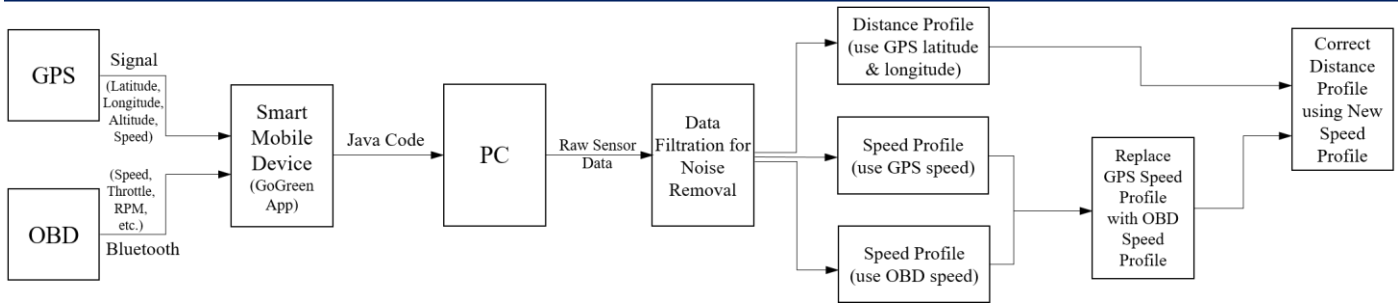 GPS
Signal
(Latitude,
Longitude,
Altitude,
Speed)
OBD
(Speed,
Throttle,
RPM,
etc.)
Bluetooth
Smart
Mobile
Device
(GoGreen
App)
Java Code
PC
Raw Sensor
Data
Data
Filtration for
Noise
Removal
Distance Profile
(use GPS latitude
& longitude)
Speed Profile
(use GPS speed)
Speed Profile
(use OBD speed)
Replace
GPS Speed
Profile
with OBD
Speed
Profile
Correct
Distance
Profile
using New
Speed
Profile